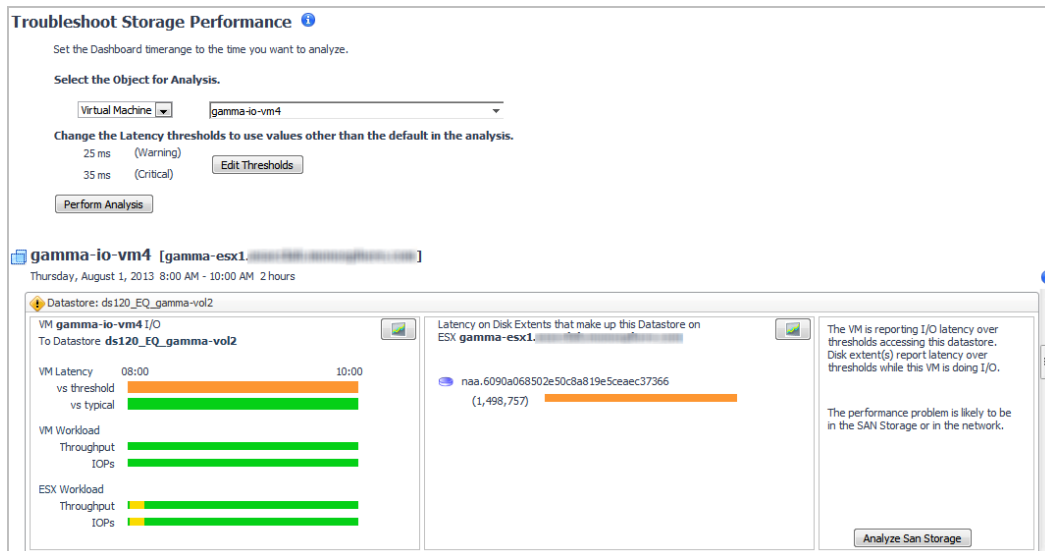 Troubleshoot Storage Performance
Set the Dashboard timerange to the time you want to analyze.
Select the Object for Analysis.
Virtual Machine gamma-io-vm4
Change the Latency thresholds to use values other than the default in the analysis.
25 ms (Warning)
35 ms (Critical)
Edit Thresholds
Perform Analysis
gamma-io-vm4 [gamma-esx1. ]
Thursday, August 1, 2013 8:00 AM - 10:00 AM 2 hours
Datastore: ds120_EQ_gamma-vol2
VM gamma-io-vm4 I/O
To Datastore ds120_EQ_gamma-vol2
VM Latency 08:00 10:00
vs threshold
vs typical
VM Workload
Throughput
IOPs
ESX Workload
Throughput
IOPs
Latency on Disk Extents that make up this Datastore on
ESX gamma-esx1.
naa.6090a068502e50c8a819e5ceaec37366
(1,498,757)
The VM is reporting I/O latency over
thresholds accessing this datastore.
Disk extent(s) report latency over
thresholds while this VM is doing I/O.
The performance problem is likely to be
in the SAN Storage or in the network.
Analyze San Storage